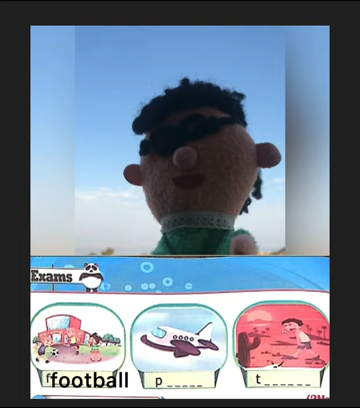 Exams
football
p _ _ _ _ _
t _ _ _ _ _ _